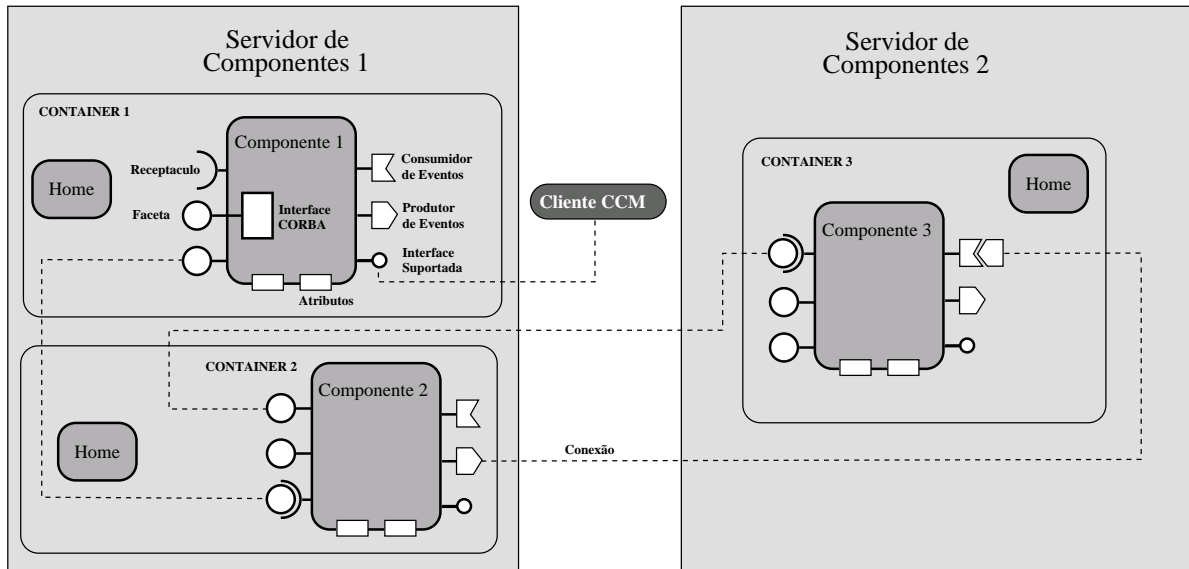 Servidor de
Componentes 1
CONTAINER 1
Componente 1
Receptaculo
Home
Faceta
Interface
CORBA
Consumidor
de Eventos
Produtor
de Eventos
Interface
Suportada
Atributos
Cliente CCM
CONTAINER 2
Componente 2
Home
Conexão
Servidor de
Componentes 2
CONTAINER 3
Home
Componente 3